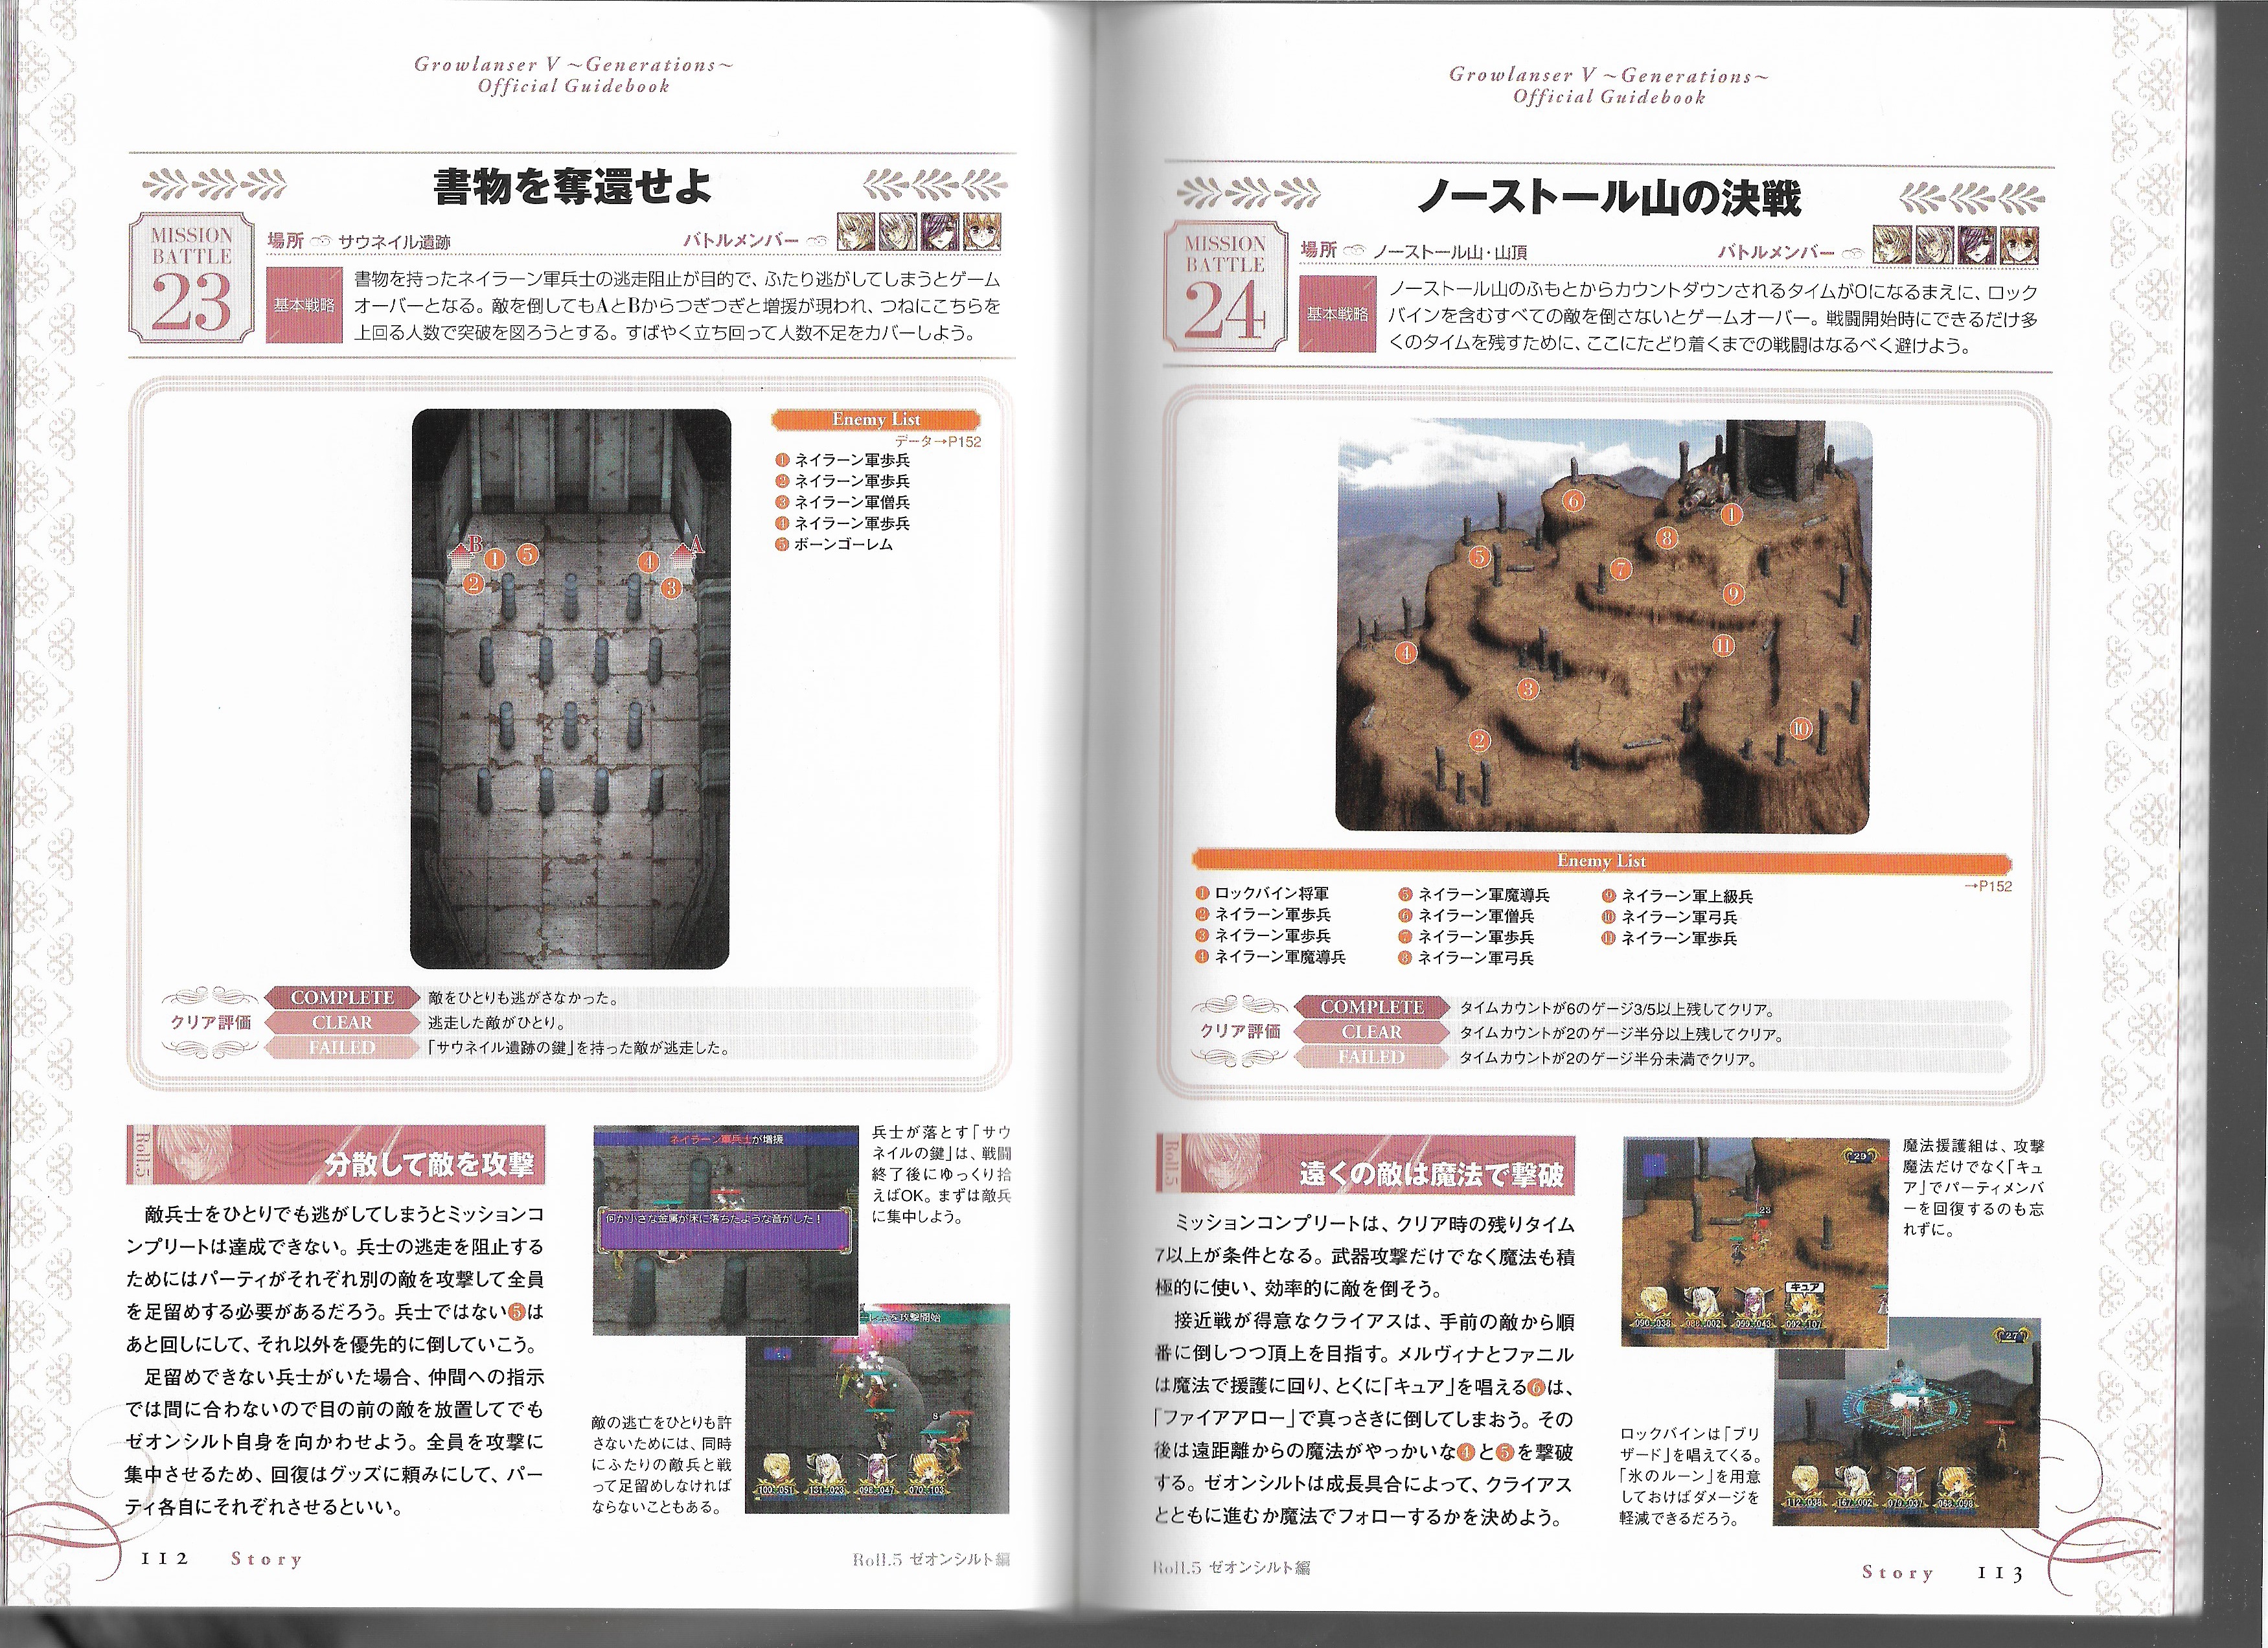 Growlanser V ～Generations～
Official Guidebook
書物を奪還せよ
MISSION
BATTLE
23
場所
サウネイル遺跡
バトルメンバー
基本戦略
書物を持ったネイラーン軍兵士の逃走阻止が目的で、ふたり逃がしてしまうとゲーム
オーバーとなる。敵を倒してもAとBからつぎつぎと増援が現われ、つねにこちらを
上回る人数で突破を図ろうとする。すばやく立ち回って人数不足をカバーしよう。
B
1
5
4
A
2
3
Enemy List
データ→P152
① ネイラーン軍歩兵
② ネイラーン軍歩兵
③ ネイラーン軍僧兵
④ ネイラーン軍歩兵
⑤ ボーンゴーレム
クリア評価
COMPLETE 敵をひとりも逃がさなかった。
CLEAR 逃走した敵がひとり。
FAILED 「サウネイル遺跡の鍵」を持った敵が逃走した。
Roll.5
分散して敵を攻撃
敵兵士をひとりでも逃がしてしまうとミッションコ
ンプリートは達成できない。兵士の逃走を阻止する
ためにはパーティがそれぞれ別の敵を攻撃して全員
を足留めする必要があるだろう。兵士ではない⑤は
あと回しにして、それ以外を優先的に倒していこう。
足留めできない兵士がいた場合、仲間への指示
では間に合わないので目の前の敵を放置してでも
ゼオンシルト自身を向かわせよう。全員を攻撃に
集中させるため、回復はグッズに頼みにして、パー
ティ各自にそれぞれさせるといい。
ネイラーン軍兵士が増援
何か小さな金属が床に落ちたような音がした！
兵士が落とす「サウ
ネイルの鍵」は、戦闘
終了後にゆっくり拾
えばOK。まずは敵兵
に集中しよう。
を攻撃開始
8
100:051
131:023
098:047
070:103
敵の逃亡をひとりも許
さないためには、同時
にふたりの敵兵と戦
って足留めしなければ
ならないこともある。
112 Story
Roll.5 ゼオンシルト編
Growlanser V ～Generations～
Official Guidebook
ノーストール山の決戦
MISSION
BATTLE
24
場所
ノーストール山・山頂
バトルメンバー
基本戦略
ノーストール山のふもとからカウントダウンされるタイムが0になるまえに、ロック
バインを含むすべての敵を倒さないとゲームオーバー。戦闘開始時にできるだけ多
くのタイムを残すために、ここにたどり着くまでの戦闘はなるべく避けよう。
6
1
8
5
7
9
11
4
3
10
2
Enemy List
→P152
① ロックバイン将軍
② ネイラーン軍歩兵
③ ネイラーン軍歩兵
④ ネイラーン軍魔導兵
⑤ ネイラーン軍魔導兵
⑥ ネイラーン軍僧兵
⑦ ネイラーン軍歩兵
⑧ ネイラーン軍弓兵
⑨ ネイラーン軍上級兵
⑩ ネイラーン軍弓兵
⑪ ネイラーン軍歩兵
クリア評価
COMPLETE タイムカウントが6のゲージ3/5以上残してクリア。
CLEAR タイムカウントが2のゲージ半分以上残してクリア。
FAILED タイムカウントが2のゲージ半分未満でクリア。
Roll.5
遠くの敵は魔法で撃破
ミッションコンプリートは、クリア時の残りタイム
7以上が条件となる。武器攻撃だけでなく魔法も積
極的に使い、効率的に敵を倒そう。
接近戦が得意なクライアスは、手前の敵から順
番に倒しつつ頂上を目指す。メルヴィナとファニル
は魔法で援護に回り、とくに「キュア」を唱える⑥は、
「ファイアアロー」で真っさきに倒してしまおう。その
後は遠距離からの魔法がやっかいな④と⑤を撃破
する。ゼオンシルトは成長具合によって、クライアス
とともに進むか魔法でフォローするかを決めよう。
29
23
キュア
090:038
088:002
099:043
092:107
魔法援護組は、攻撃
魔法だけでなく「キュ
ア」でパーティメンバ
ーを回復するのも忘
れずに。
27
112:038
167:002
079:037
068:098
ロックバインは「ブリ
ザード」を唱えてくる。
「氷のルーン」を用意
しておけばダメージを
軽減できるだろう。
Roll.5 ゼオンシルト編
Story 113